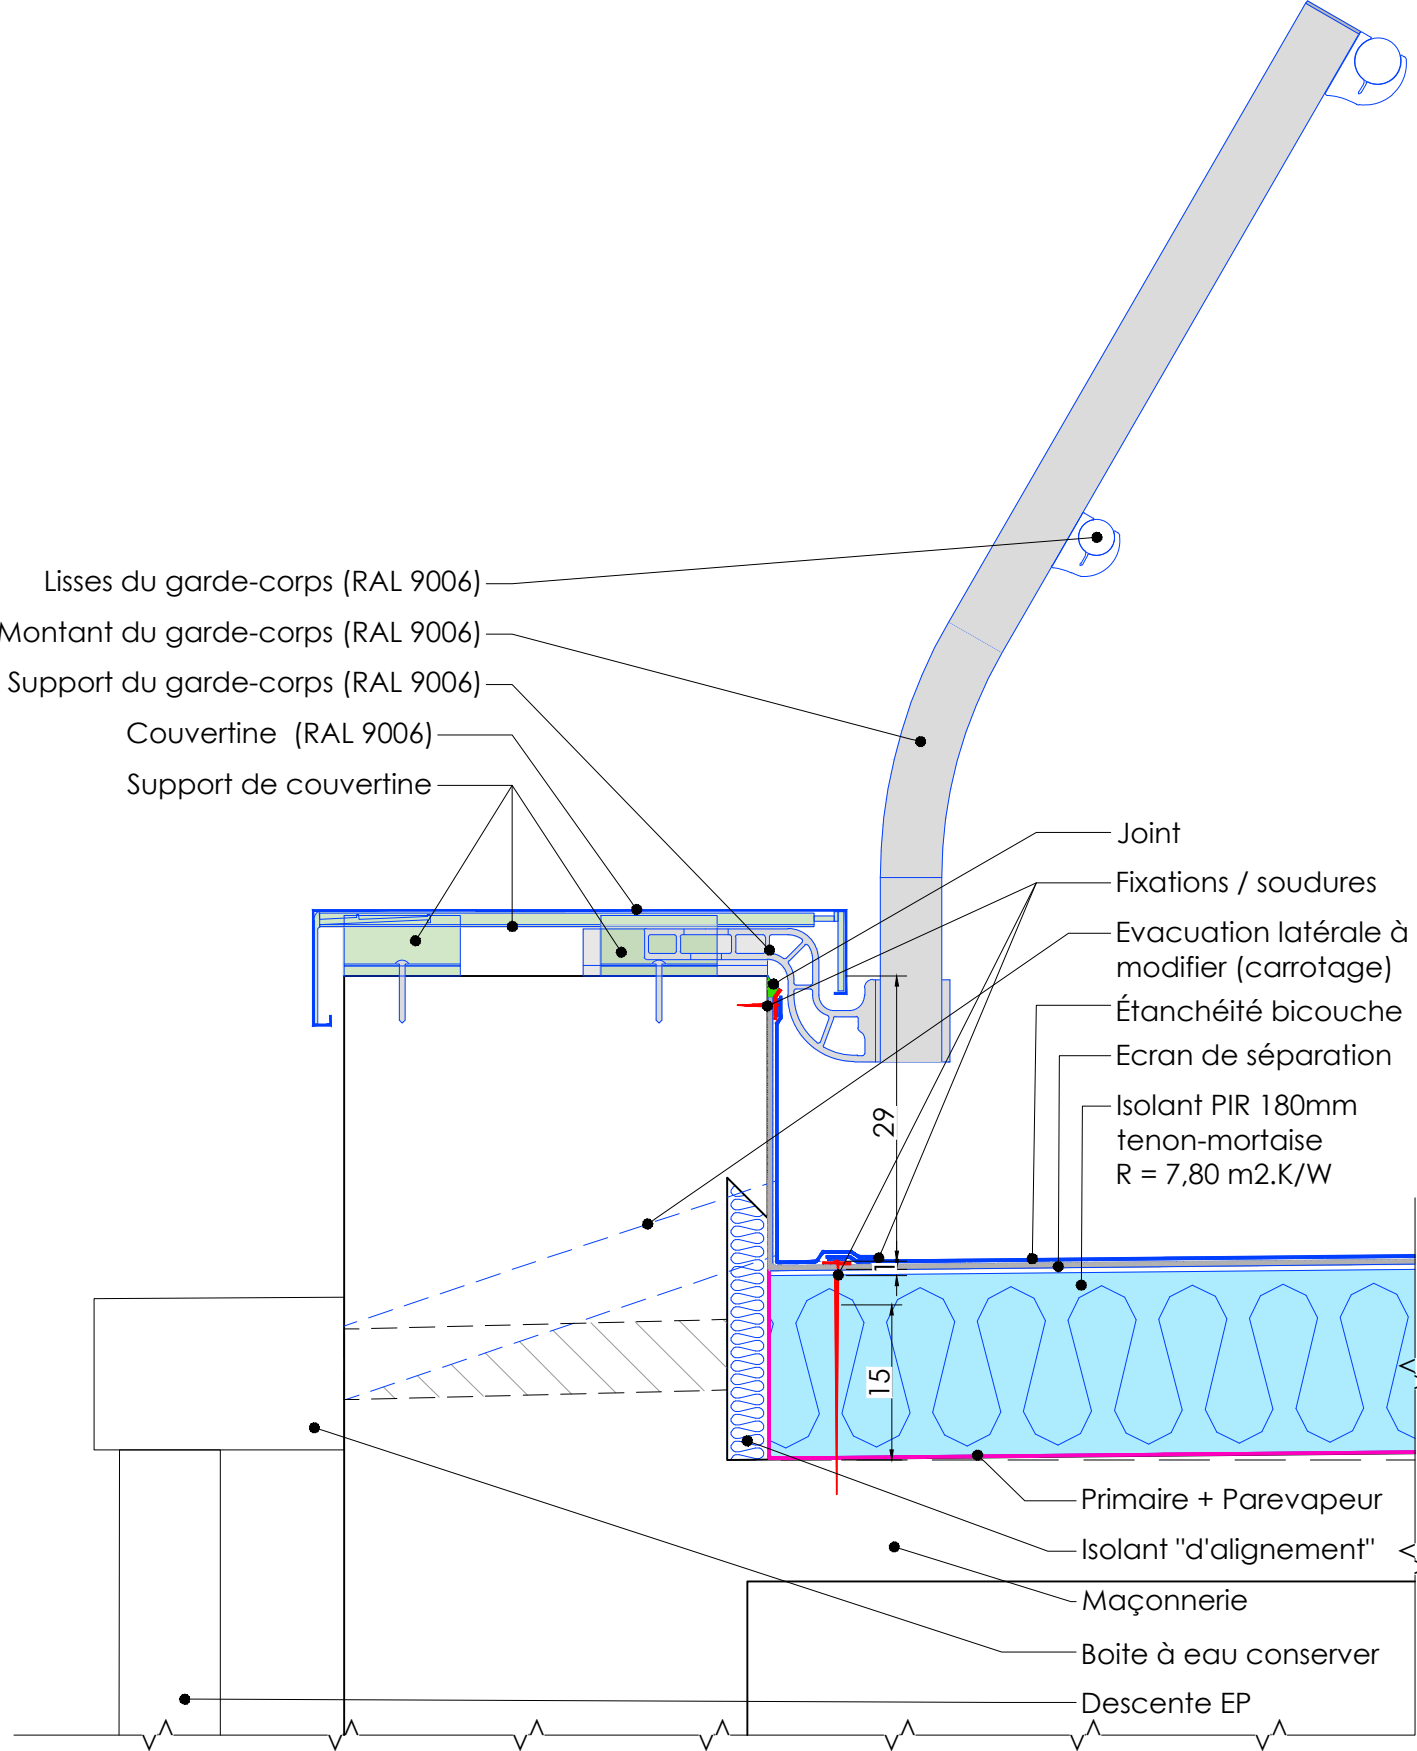 Lisses du garde-corps (RAL 9006)
Montant du garde-corps (RAL 9006)
Support du garde-corps (RAL 9006)
Couvertine (RAL 9006)
Support de couvertine
Joint
Fixations / soudures
Evacuation latérale à
modifier (carrotage)
Étanchéité bicouche
Ecran de séparation
Isolant PIR 180mm
tenon-mortaise
R = 7,80 m2.K/W
29
1
15
Primaire + Parevapeur
Isolant "d'alignement"
Maçonnerie
Boite à eau conserver
Descente EP